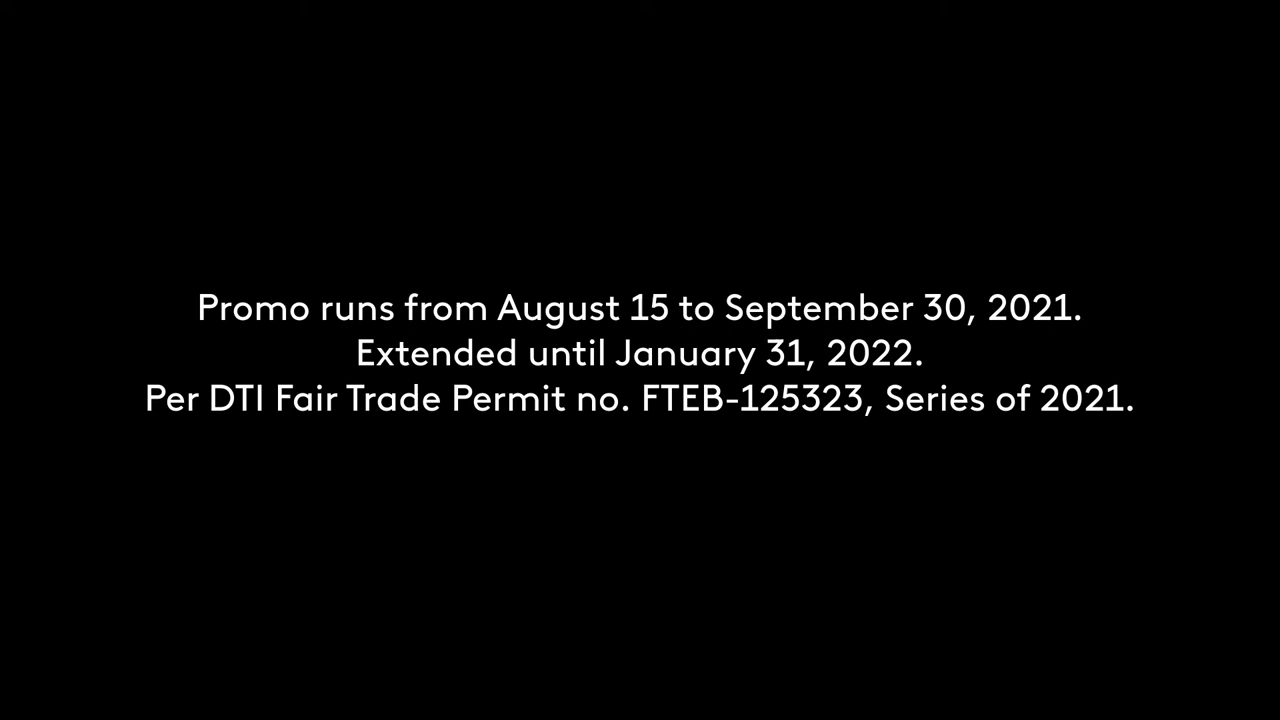 Promo runs from August 15 to September 30, 2021.
Extended until January 31, 2022.
Per DTI Fair Trade Permit no. FTEB-125323, Series of 2021.